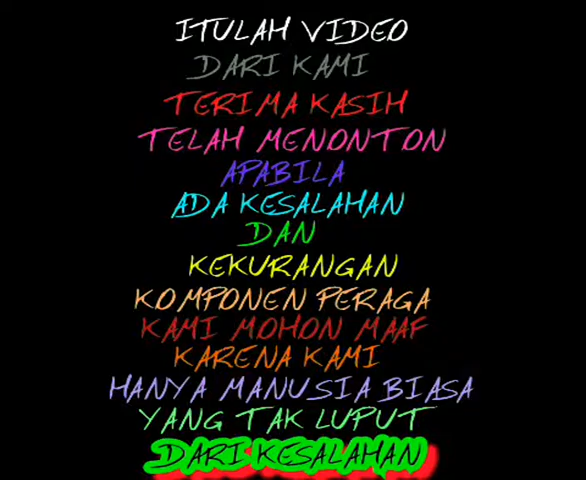 ITULAH VIDEO
DARI KAMI
TERIMA KASIH
TELAH MENONTON
APABILA
ADA KESALAHAN
DAN
KEKURANGAN
KOMPONEN PERAGA
KAMI MOHON MAAF
KARENA KAMI
HANYA MANUSIA BIASA
YANG TAK LUPUT
DARI KESALAHAN